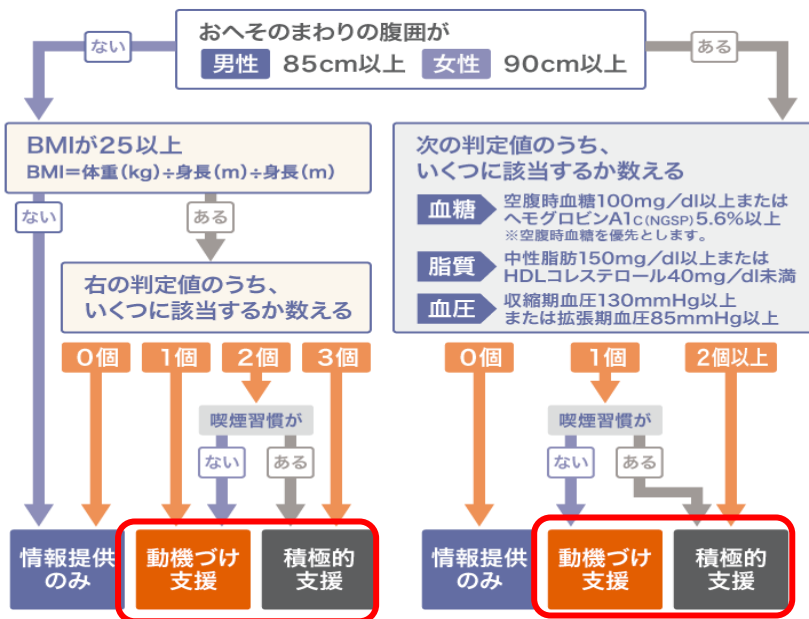 おへそのまわりの腹囲が
男性 85cm以上 女性 90cm以上
ない
ある
BMIが25以上
BMI=体重(kg)÷身長(m)÷身長(m)
ない
ある
右の判定値のうち、
いくつに該当するか数える
次の判定値のうち、
いくつに該当するか数える
血糖 空腹時血糖100mg/dl以上または
ヘモグロビンA1c(NGSP)5.6%以上
※空腹時血糖を優先とします。
脂質 中性脂肪150mg/dl以上または
HDLコレステロール40mg/dl未満
血圧 収縮期血圧130mmHg以上
または拡張期血圧85mmHg以上
0個 1個 2個 3個
喫煙習慣が
ない ある
0個 1個 2個以上
喫煙習慣が
ない ある
情報提供
のみ
動機づけ
支援
積極的
支援
情報提供
のみ
動機づけ
支援
積極的
支援